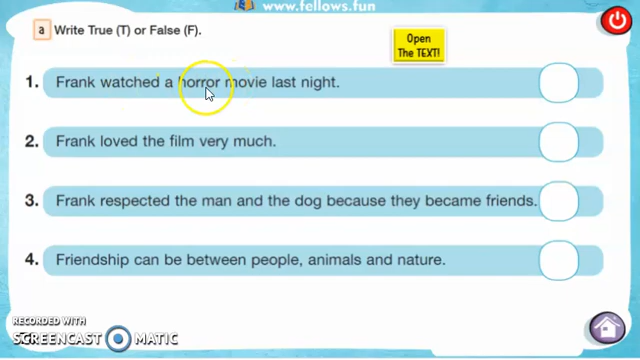 www.fellows.fun
a Write True (T) or False (F).
Open
The TEXT!
1. Frank watched a horror movie last night.
2. Frank loved the film very much.
3. Frank respected the man and the dog because they became friends.
4. Friendship can be between people, animals and nature.
RECORDED WITH
SCREENCAST MATIC